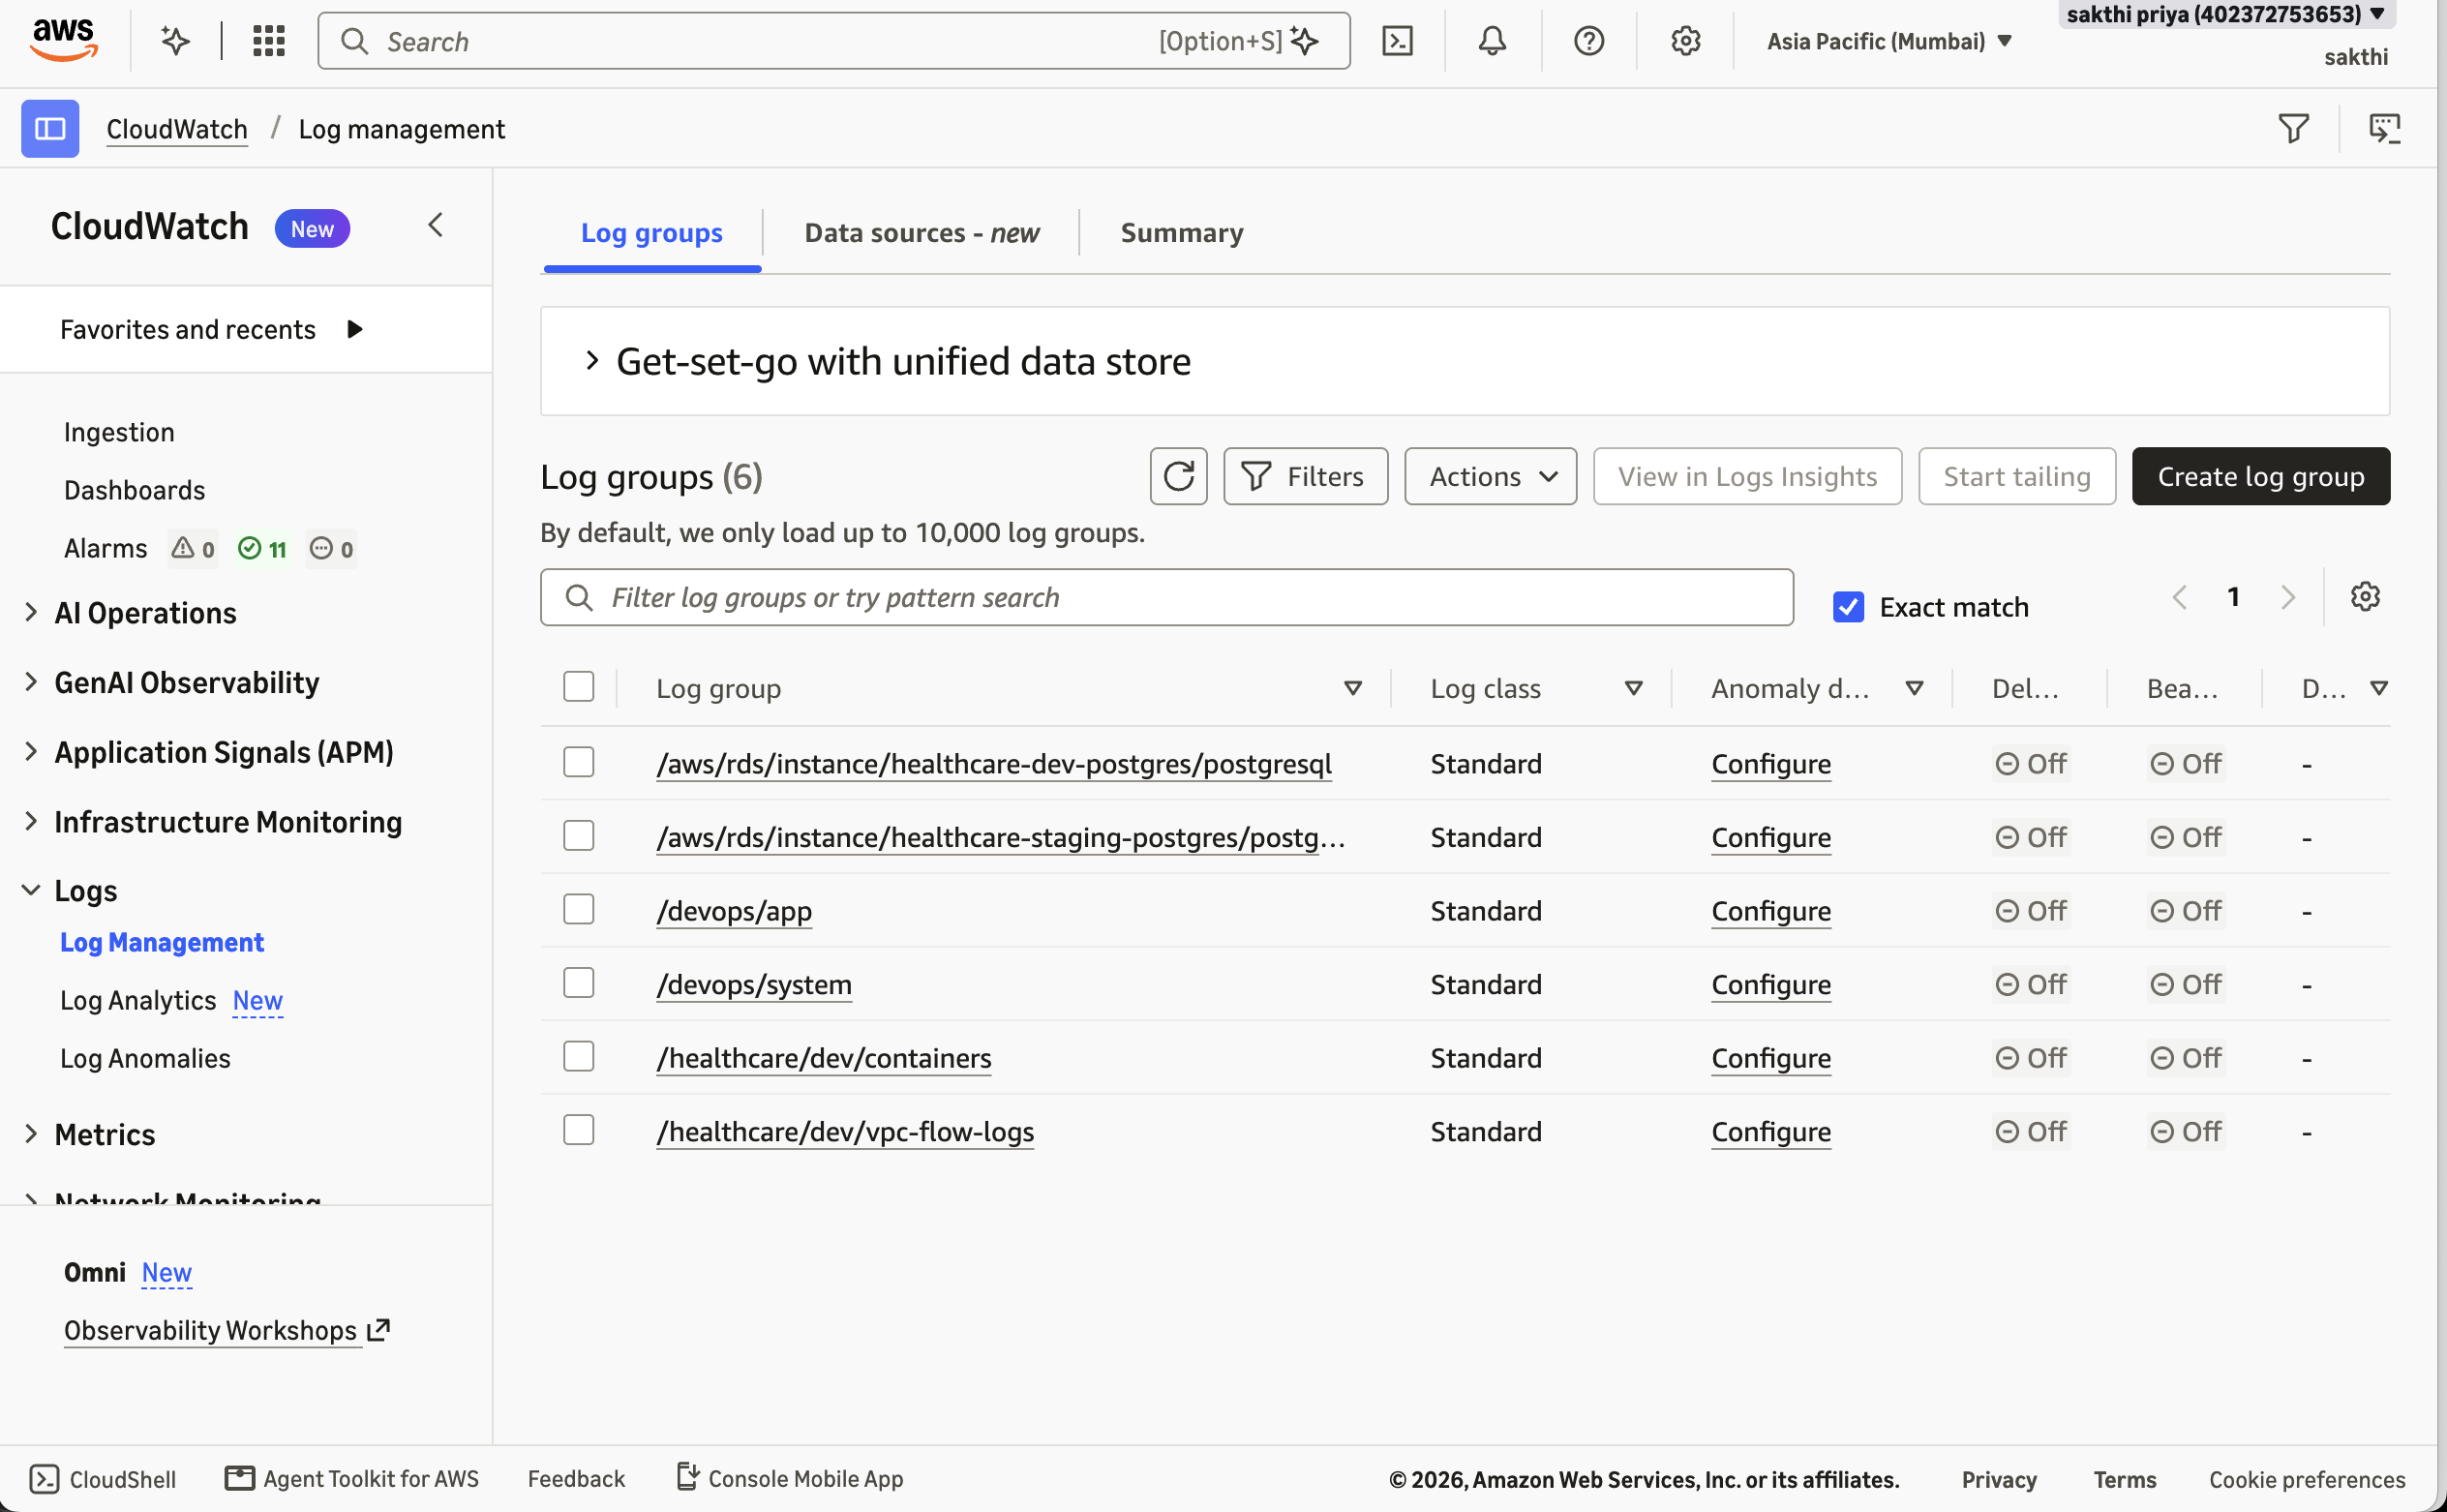 aws
Search [Option+S]
Asia Pacific (Mumbai)
sakthi priya (402372753653)
sakthi
CloudWatch / Log management
CloudWatch New
Favorites and recents
Ingestion
Dashboards
Alarms 0 11 0
AI Operations
GenAI Observability
Application Signals (APM)
Infrastructure Monitoring
Logs
Log Management
Log Analytics New
Log Anomalies
Metrics
Network Monitoring
Omni New
Observability Workshops
Log groups Data sources - new Summary
Get-set-go with unified data store
Log groups (6) Filters Actions View in Logs Insights Start tailing Create log group
By default, we only load up to 10,000 log groups.
Filter log groups or try pattern search Exact match 1
Log group Log class Anomaly d... Del... Bea... D...
/aws/rds/instance/healthcare-dev-postgres/postgresql Standard Configure Off Off -
/aws/rds/instance/healthcare-staging-postgres/postg... Standard Configure Off Off -
/devops/app Standard Configure Off Off -
/devops/system Standard Configure Off Off -
/healthcare/dev/containers Standard Configure Off Off -
/healthcare/dev/vpc-flow-logs Standard Configure Off Off -
CloudShell Agent Toolkit for AWS Feedback Console Mobile App © 2026, Amazon Web Services, Inc. or its affiliates. Privacy Terms Cookie preferences